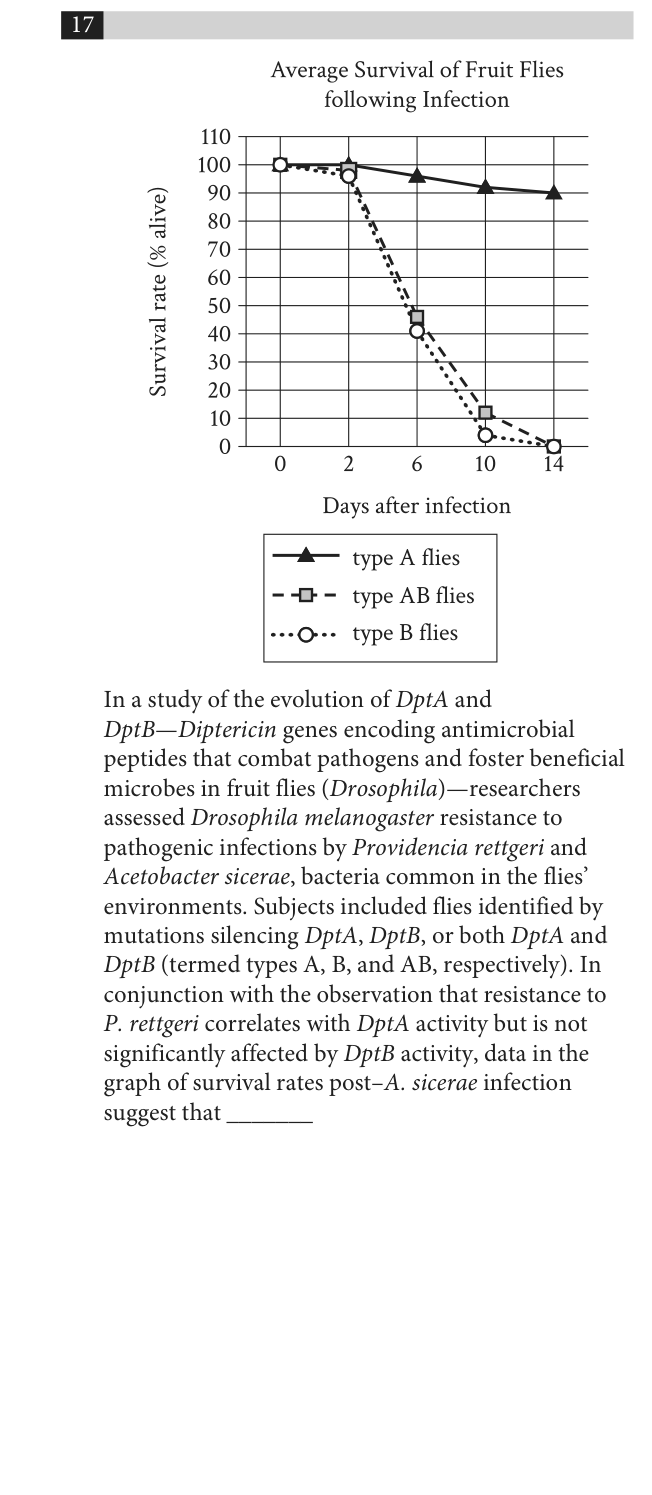 17
Average Survival of Fruit Flies
following Infection
Survival rate (% alive)
110
100
90
80
70
60
50
40
30
20
10
0
0 2 6 10 14
Days after infection
type A flies
type AB flies
type B flies
In a study of the evolution of DptA and
DptB—Diptericin genes encoding antimicrobial
peptides that combat pathogens and foster beneficial
microbes in fruit flies (Drosophila)—researchers
assessed Drosophila melanogaster resistance to
pathogenic infections by Providencia rettgeri and
Acetobacter sicerae, bacteria common in the flies’
environments. Subjects included flies identified by
mutations silencing DptA, DptB, or both DptA and
DptB (termed types A, B, and AB, respectively). In
conjunction with the observation that resistance to
P. rettgeri correlates with DptA activity but is not
significantly affected by DptB activity, data in the
graph of survival rates post–A. sicerae infection
suggest that _______